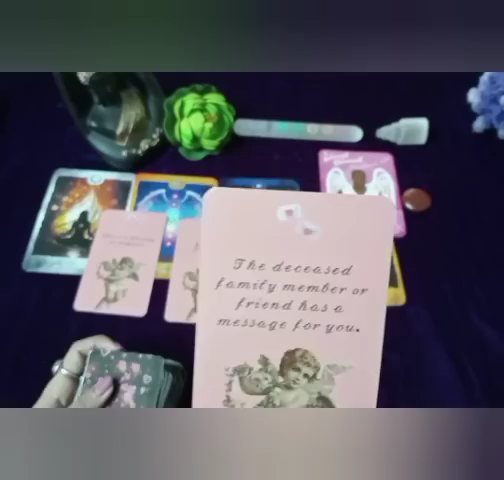 The deceased
family member or
friend has a
message for you.